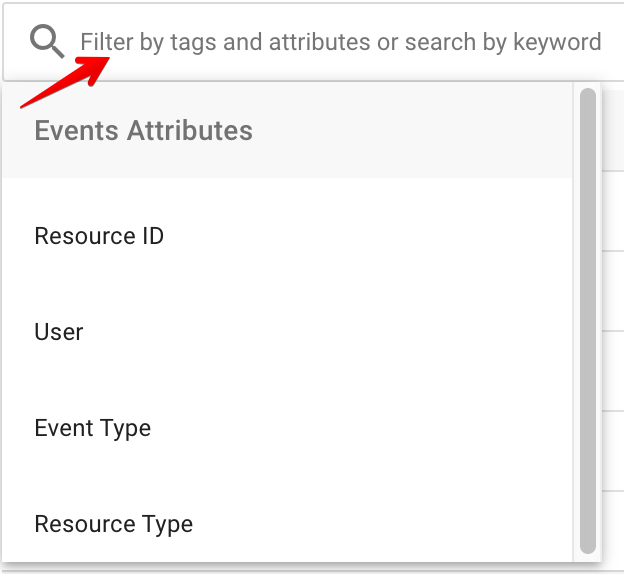 Filter by tags and attributes or search by keyword
Events Attributes
Resource ID
User
Event Type
Resource Type